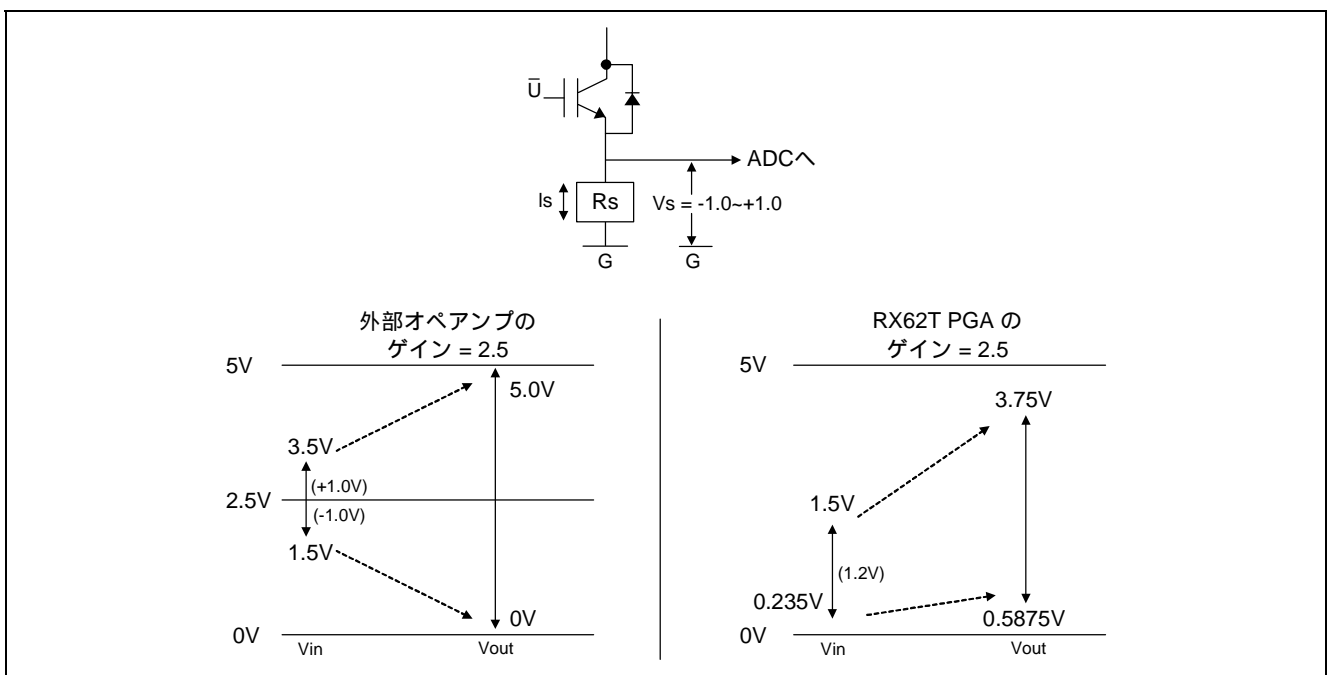 U̅
ADCへ
Is
Rs
Vs = -1.0~+1.0
G
G
外部オペアンプの
ゲイン = 2.5
5V
5.0V
3.5V
(+1.0V)
2.5V
(-1.0V)
1.5V
0V
0V
Vin
Vout
RX62T PGA の
ゲイン = 2.5
5V
3.75V
1.5V
(1.2V)
0.235V
0.5875V
0V
Vin
Vout